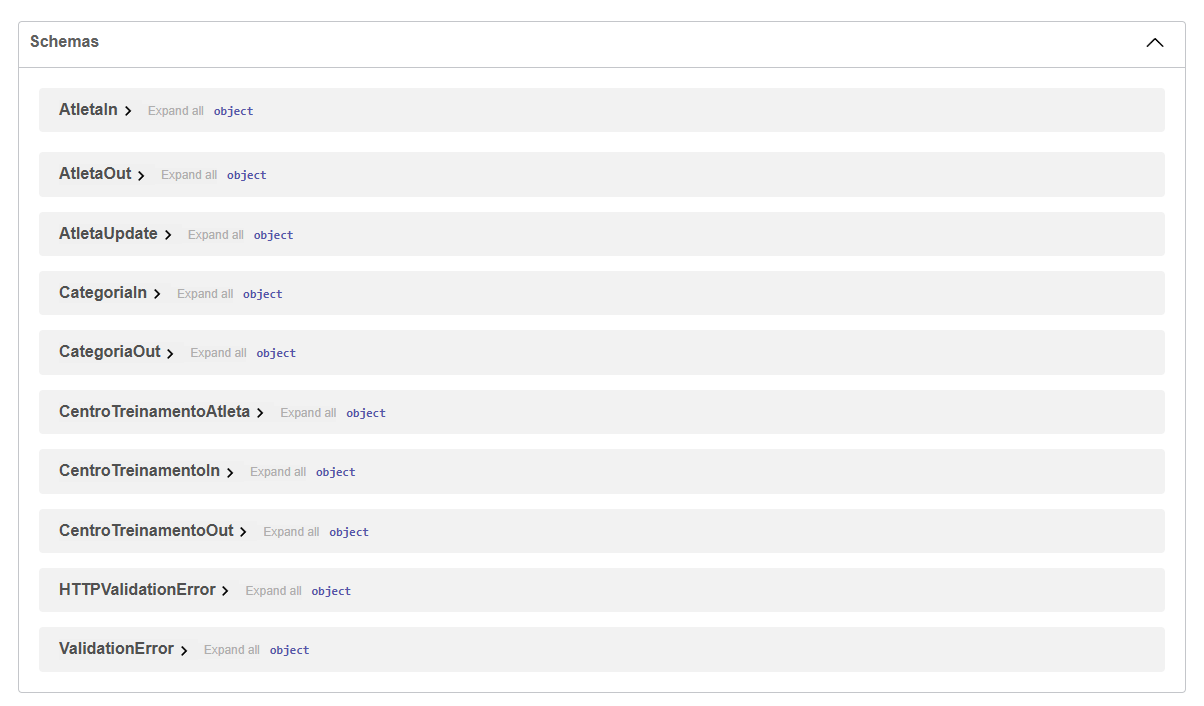 Schemas
AtletaIn Expand all object
AtletaOut Expand all object
AtletaUpdate Expand all object
CategoriaIn Expand all object
CategoriaOut Expand all object
CentroTreinamentoAtleta Expand all object
CentroTreinamentoIn Expand all object
CentroTreinamentoOut Expand all object
HTTPValidationError Expand all object
ValidationError Expand all object